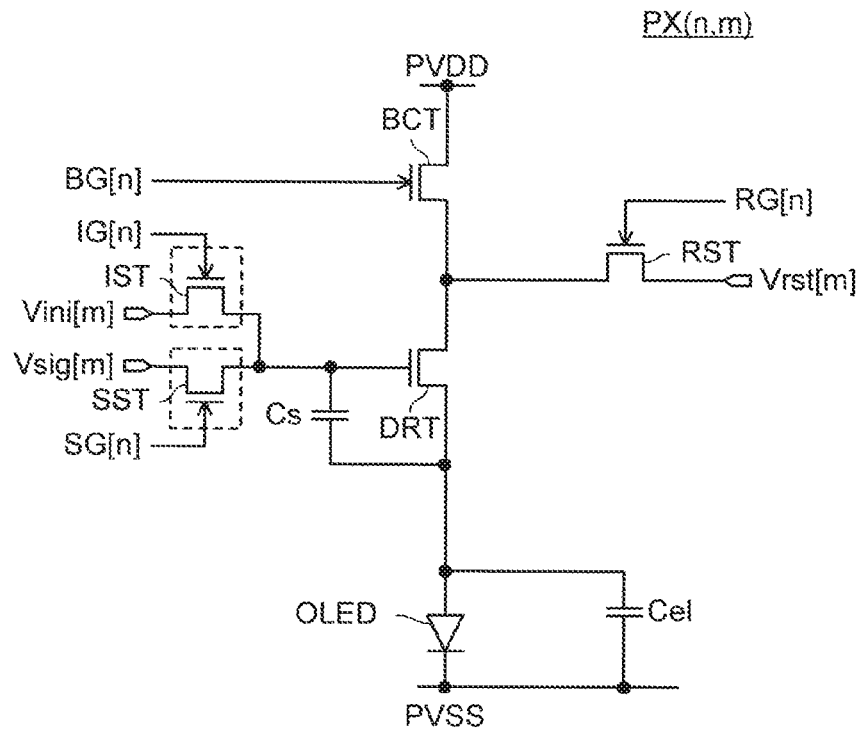 PX(n,m)
PVDD
BCT
BG[n]
RG[n]
IG[n]
RST
IST
Vrst[m]
Vini[m]
Vsig[m]
SST
Cs
DRT
SG[n]
OLED
Cel
PVSS